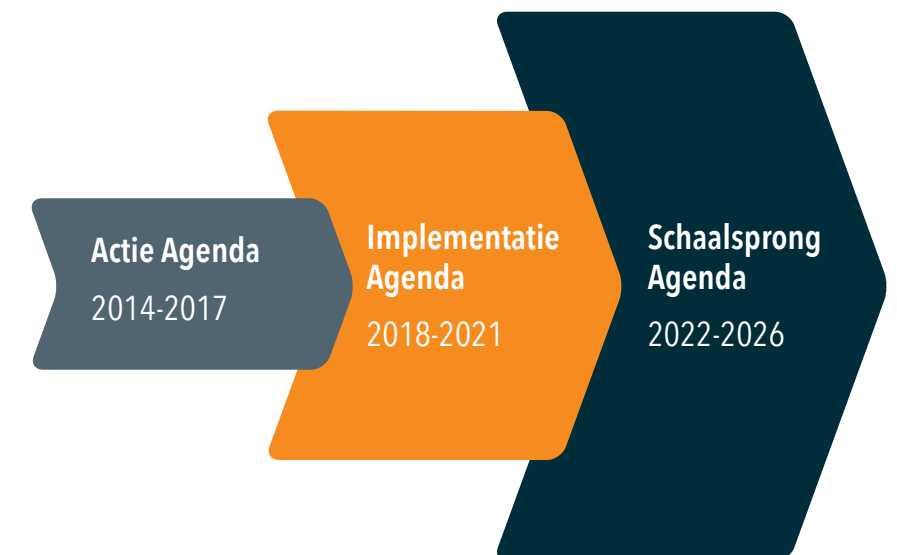 Actie Agenda
2014-2017
Implementatie
Agenda
2018-2021
Schaalsprong
Agenda
2022-2026